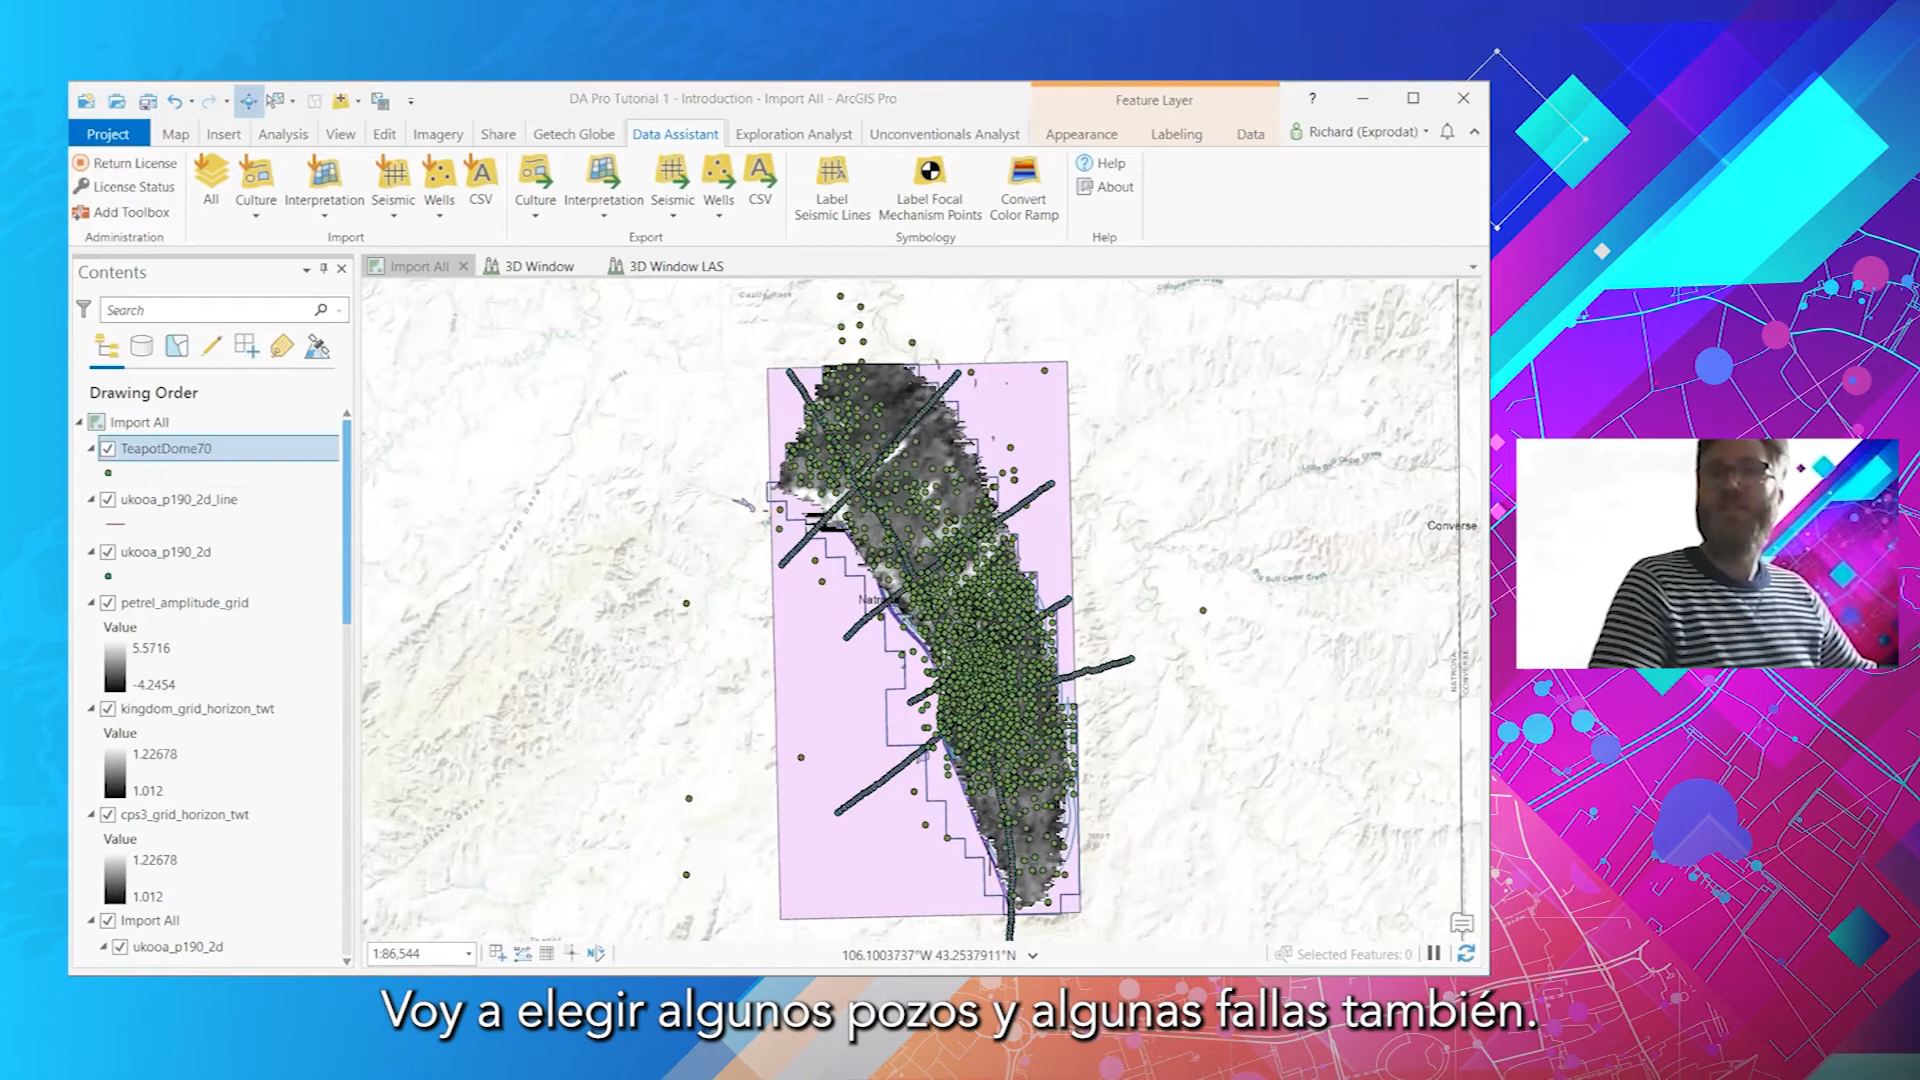 DA Pro Tutorial 1 - Introduction - Import All - ArcGIS Pro
Feature Layer
?
Project Map Insert Analysis View Edit Imagery Share Getech Globe Data Assistant Exploration Analyst Unconventionals Analyst Appearance Labeling Data Richard (Exprodat)
Return License
License Status
Add Toolbox
Administration
All Culture Interpretation Seismic Wells CSV
Import
Culture Interpretation Seismic Wells CSV
Export
Label Seismic Lines
Label Focal Mechanism Points
Convert Color Ramp
Symbology
Help
About
Help
Contents
Search
Drawing Order
Import All
TeapotDome70
ukooa_p190_2d_line
ukooa_p190_2d
petrel_amplitude_grid
Value
5.5716
-4.2454
kingdom_grid_horizon_twt
Value
1.22678
1.012
cps3_grid_horizon_twt
Value
1.22678
1.012
Import All
ukooa_p190_2d
Import All
3D Window
3D Window LAS
Converse
NATRONA
CONVERSE
1:86,544
106.1003737°W 43.2537911°N
Selected Features: 0
Voy a elegir algunos pozos y algunas fallas también.